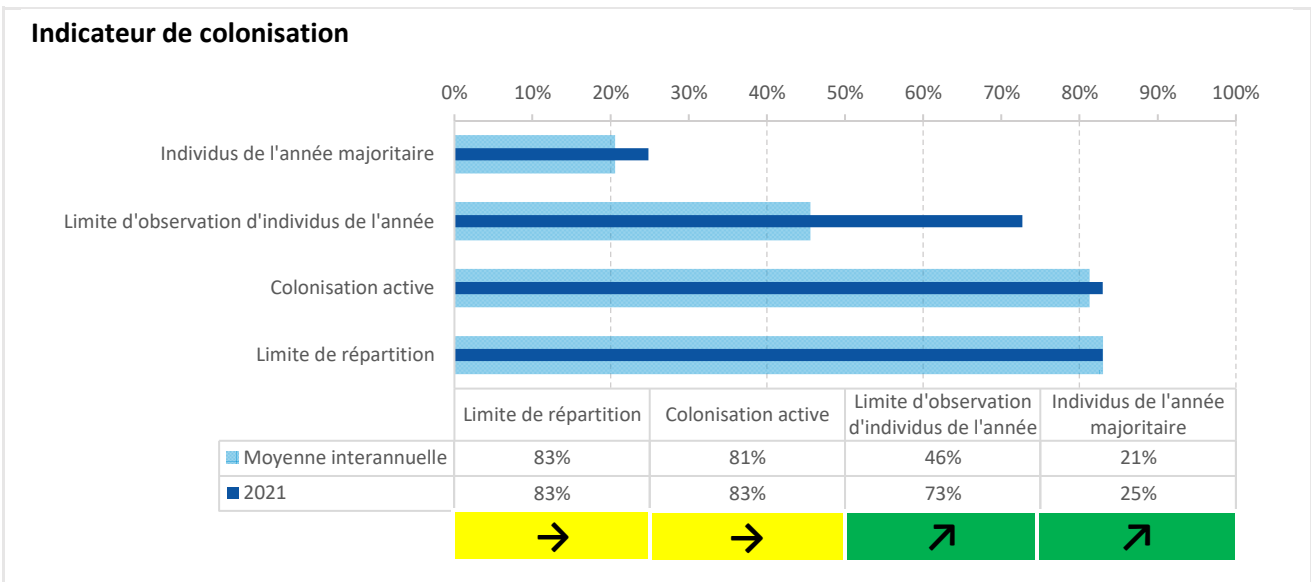 Indicateur de colonisation
0% 10% 20% 30% 40% 50% 60% 70% 80% 90% 100%
Individus de l'année majoritaire
Limite d'observation d'individus de l'année
Colonisation active
Limite de répartition
Limite de répartition Colonisation active Limite d'observation d'individus de l'année Individus de l'année majoritaire
Moyenne interannuelle 83% 81% 46% 21%
2021 83% 83% 73% 25%
→ → ↗ ↗